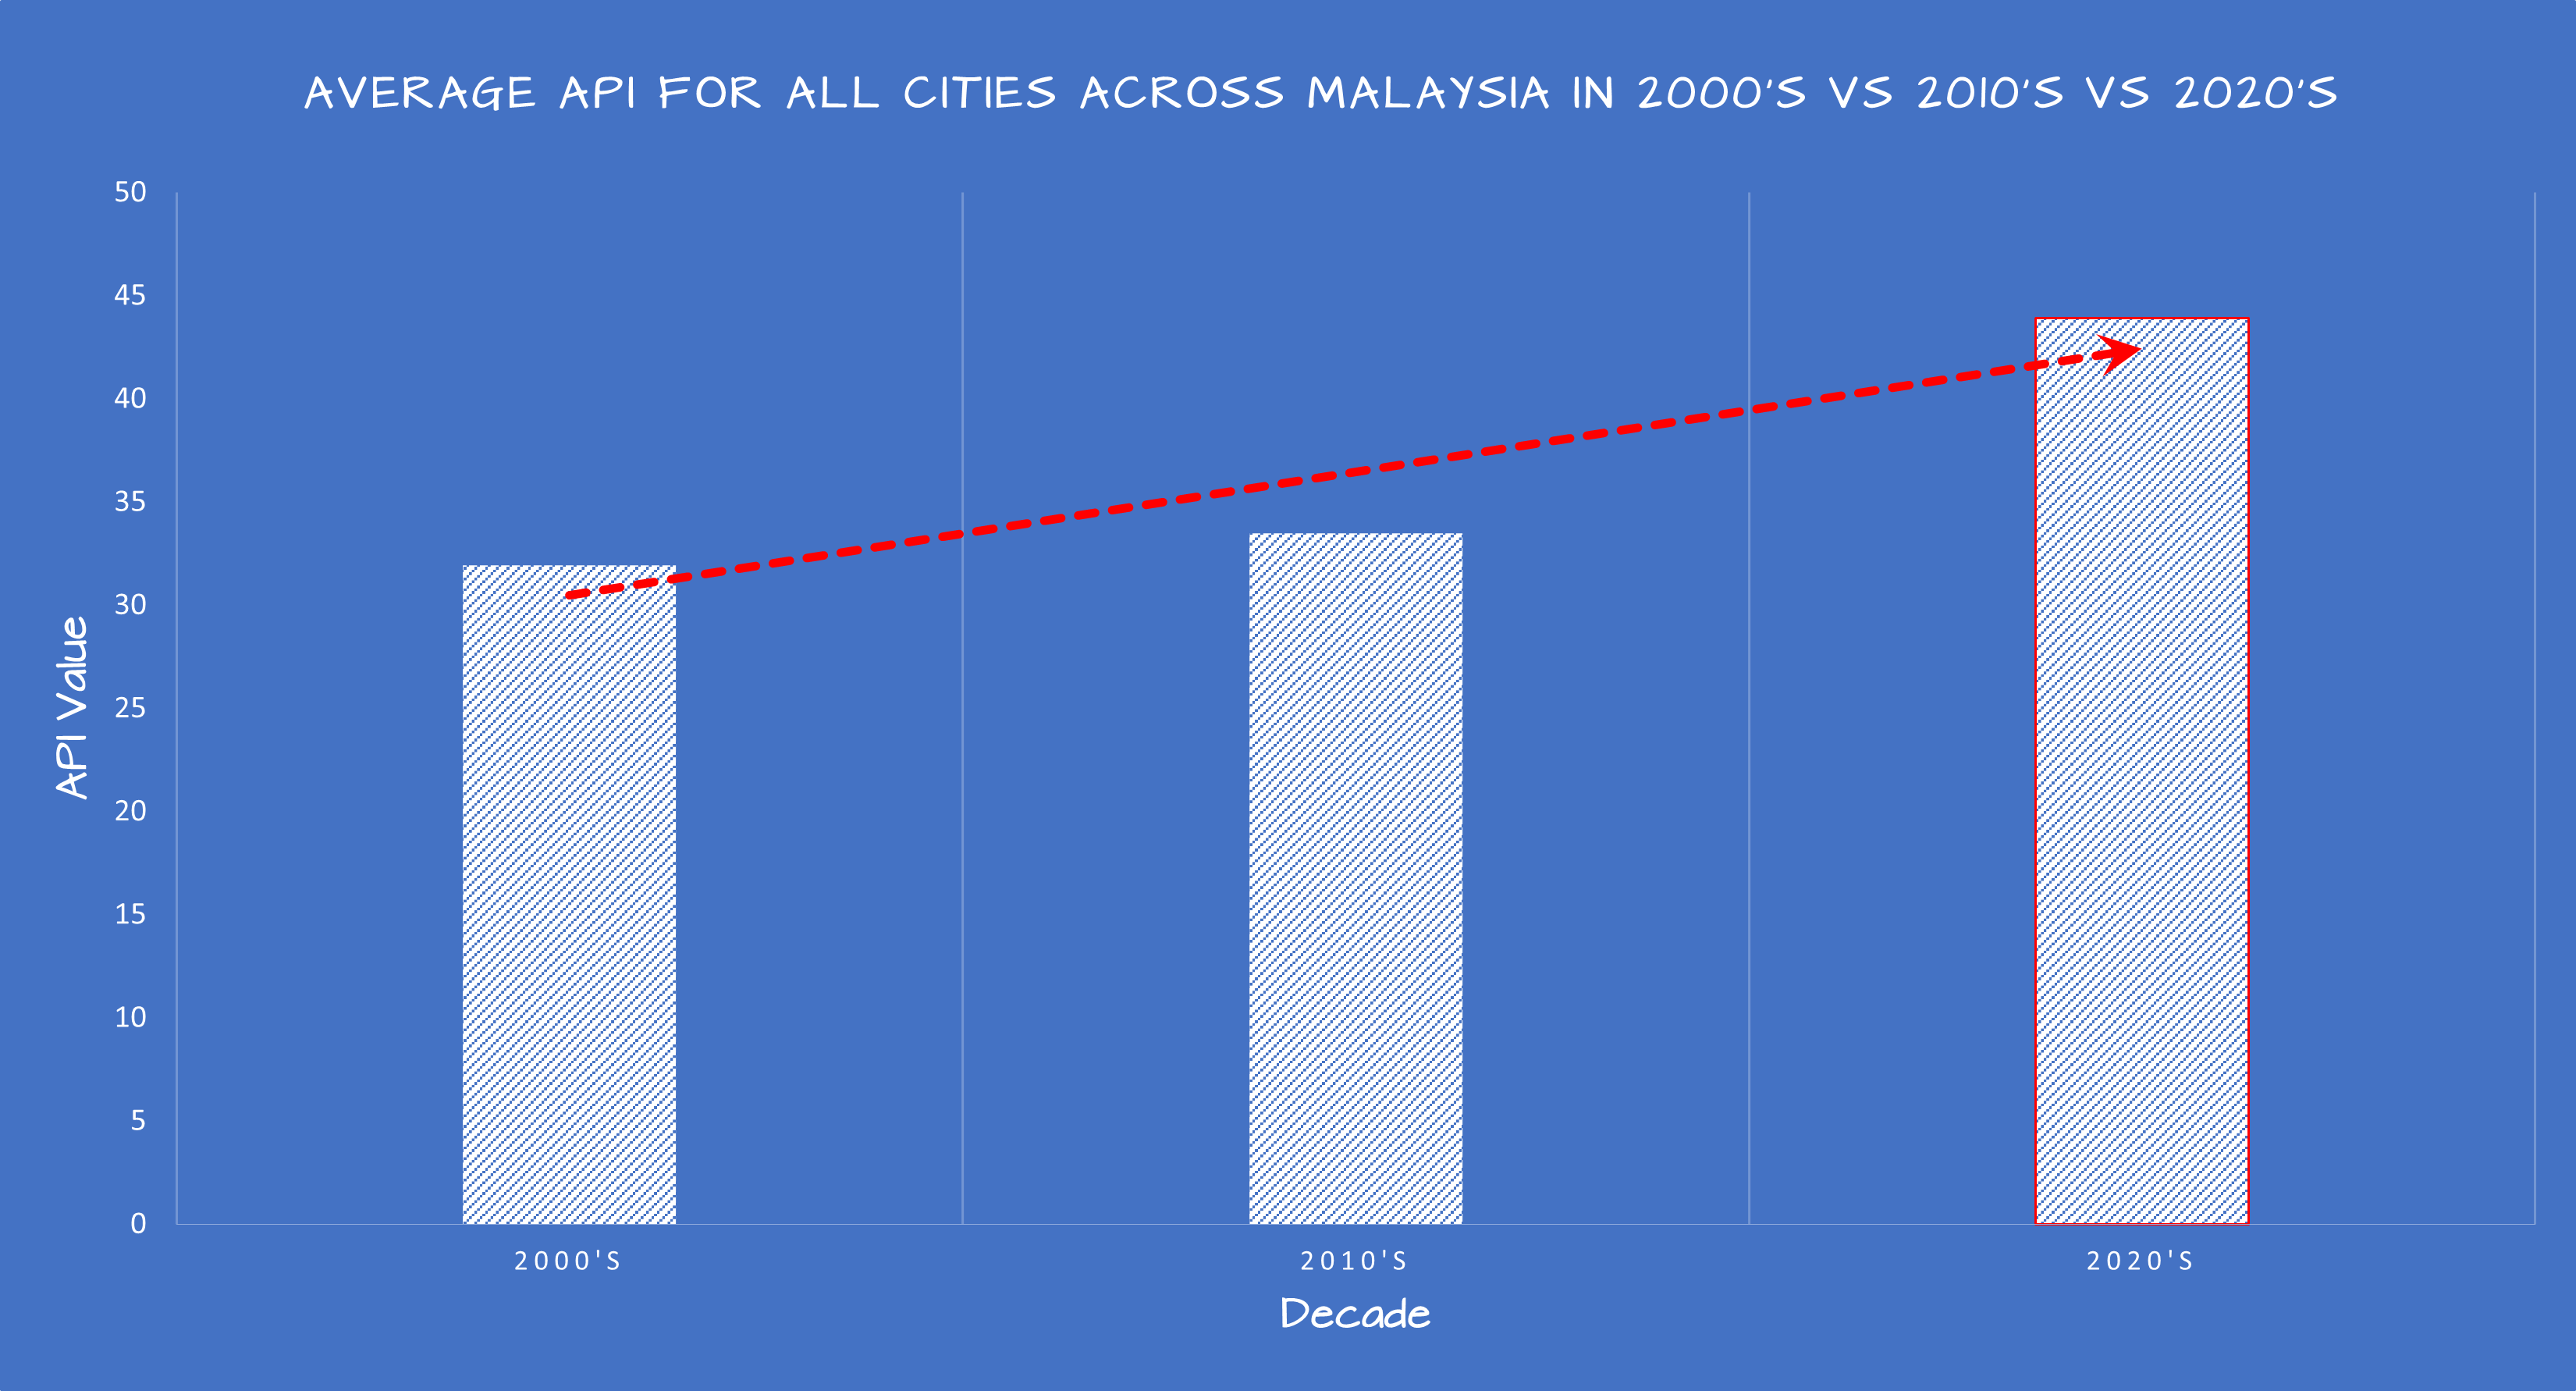 AVERAGE API FOR ALL CITIES ACROSS MALAYSIA IN 2000'S VS 2010'S VS 2020'S
50
45
40
35
30
25
20
15
10
5
0
API Value
2000'S 2010'S 2020'S
Decade